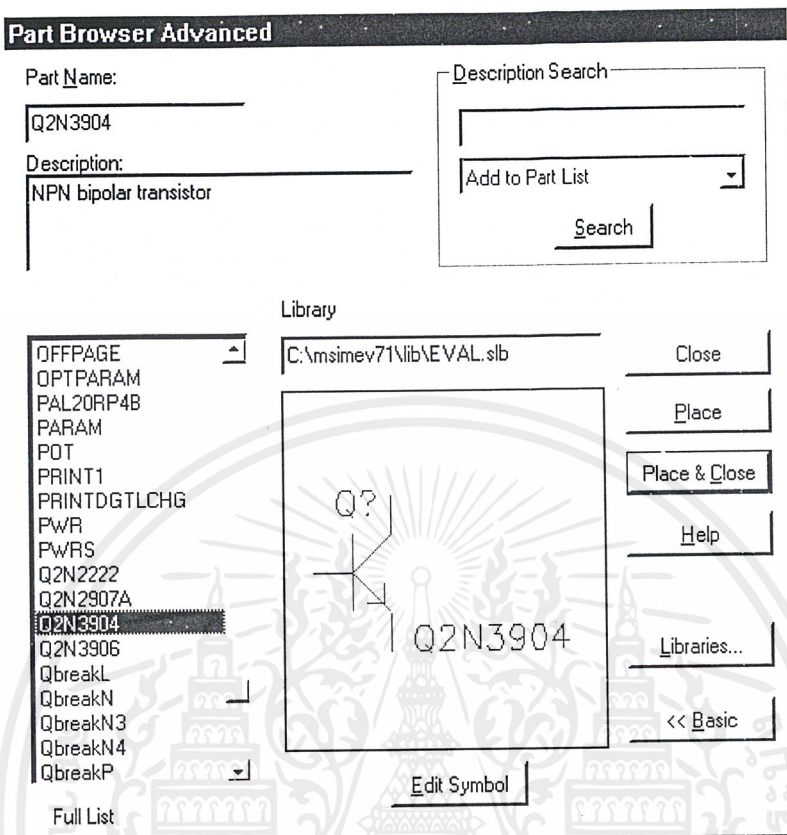 Part Browser Advanced
Part Name:
Q2N3904
Description:
NPN bipolar transistor
Description Search
Add to Part List
Search
Library
C:\msimev71\lib\EVAL.slb
OFFPAGE
OPTPARAM
PAL20RP4B
PARAM
POT
PRINT1
PRINTDGTLCHG
PWR
PWRS
Q2N2222
Q2N2907A
Q2N3904
Q2N3906
QbreakL
QbreakN
QbreakN3
QbreakN4
QbreakP
Full List
Q?
Q2N3904
Edit Symbol
Close
Place
Place & Close
Help
Libraries...
<< Basic